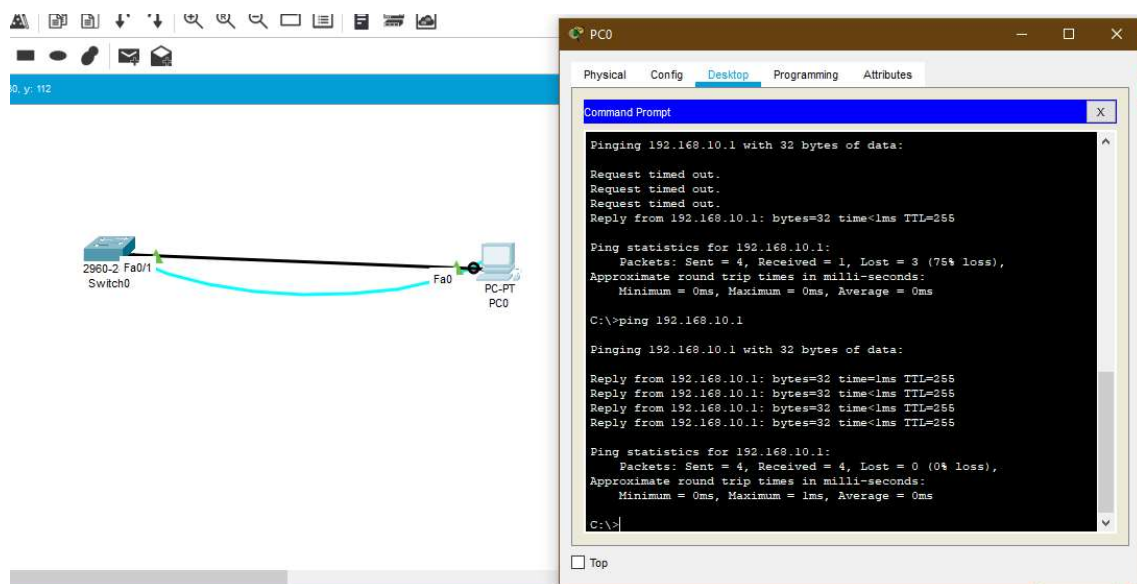 0, y: 112
2960-2 Fa0/1
Switch0
Fa0
PC-PT
PC0
PC0
Physical Config Desktop Programming Attributes
Command Prompt X
Pinging 192.168.10.1 with 32 bytes of data:
Request timed out.
Request timed out.
Request timed out.
Reply from 192.168.10.1: bytes=32 time<1ms TTL=255
Ping statistics for 192.168.10.1:
Packets: Sent = 4, Received = 1, Lost = 3 (75% loss),
Approximate round trip times in milli-seconds:
Minimum = 0ms, Maximum = 0ms, Average = 0ms
C:\>ping 192.168.10.1
Pinging 192.168.10.1 with 32 bytes of data:
Reply from 192.168.10.1: bytes=32 time=1ms TTL=255
Reply from 192.168.10.1: bytes=32 time<1ms TTL=255
Reply from 192.168.10.1: bytes=32 time<1ms TTL=255
Reply from 192.168.10.1: bytes=32 time<1ms TTL=255
Ping statistics for 192.168.10.1:
Packets: Sent = 4, Received = 4, Lost = 0 (0% loss),
Approximate round trip times in milli-seconds:
Minimum = 0ms, Maximum = 1ms, Average = 0ms
C:\>
Top